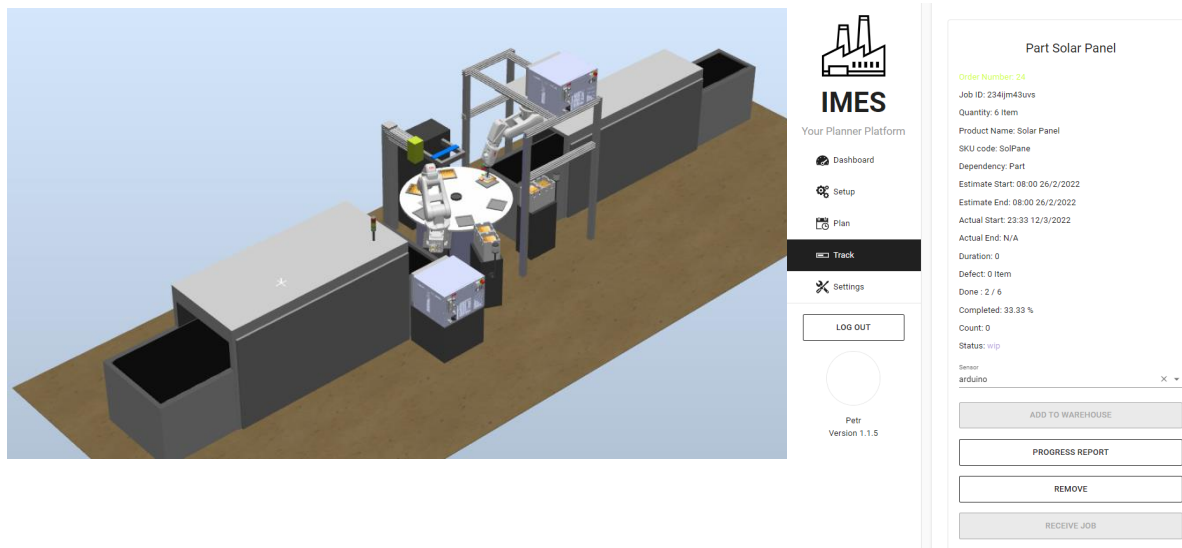 IMES
Your Planner Platform
Dashboard
Setup
Plan
Track
Settings
LOG OUT
Petr
Version 1.1.5
Part Solar Panel
Order Number: 24
Job ID: 234ijm43uvs
Quantity: 6 Item
Product Name: Solar Panel
SKU code: SolPane
Dependency: Part
Estimate Start: 08:00 26/2/2022
Estimate End: 08:00 26/2/2022
Actual Start: 23:33 12/3/2022
Actual End: N/A
Duration: 0
Defect: 0 Item
Done : 2 / 6
Completed: 33.33 %
Count: 0
Status: wip
Sensor
arduino
ADD TO WAREHOUSE
PROGRESS REPORT
REMOVE
RECEIVE JOB